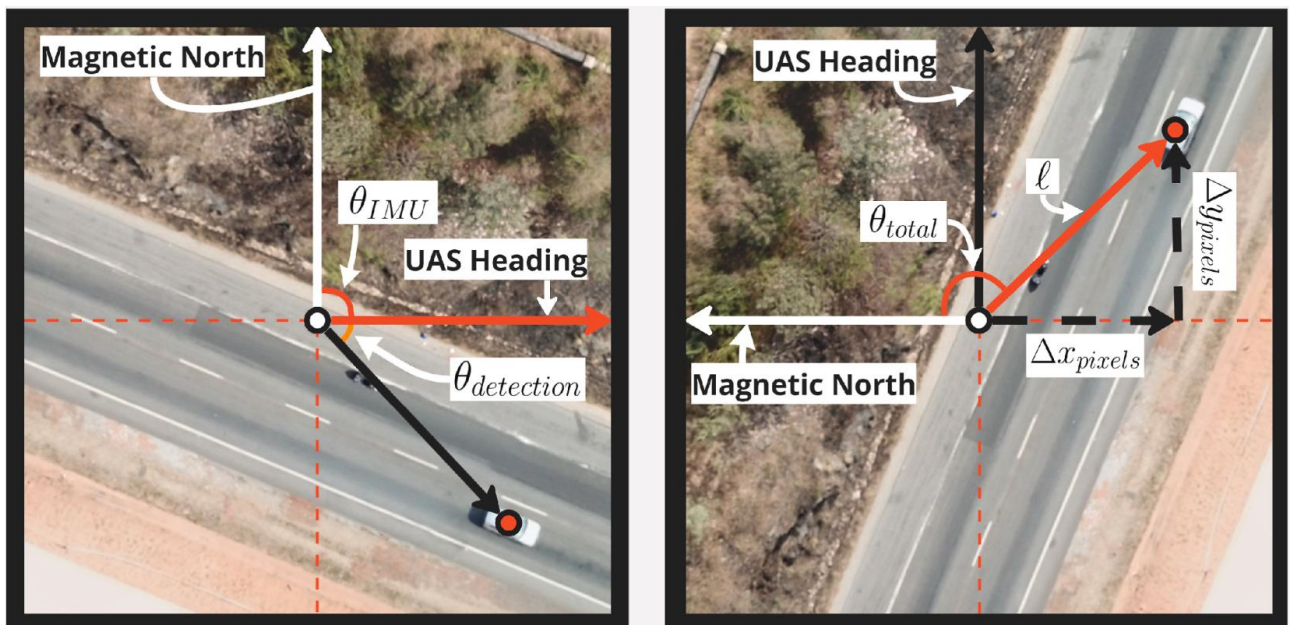 Magnetic North
θ_IMU
UAS Heading
θ_detection
UAS Heading
ℓ
θ_total
Δy_pixels
Δx_pixels
Magnetic North